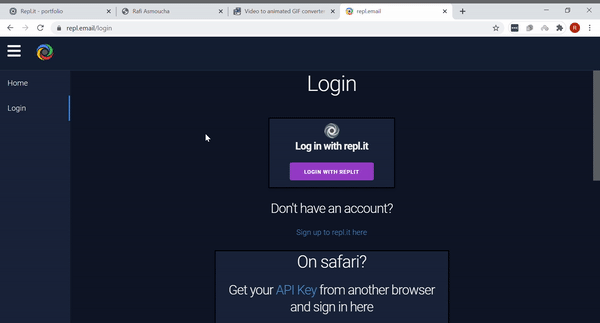 Repl.it - portfolio
Rafi Asmoucha
Video to animated GIF converter
repl.email
repl.email/login
R
Home
Login
Login
Log in with repl.it
LOGIN WITH REPLIT
Don't have an account?
Sign up to repl.it here
On safari?
Get your API Key from another browser
and sign in here